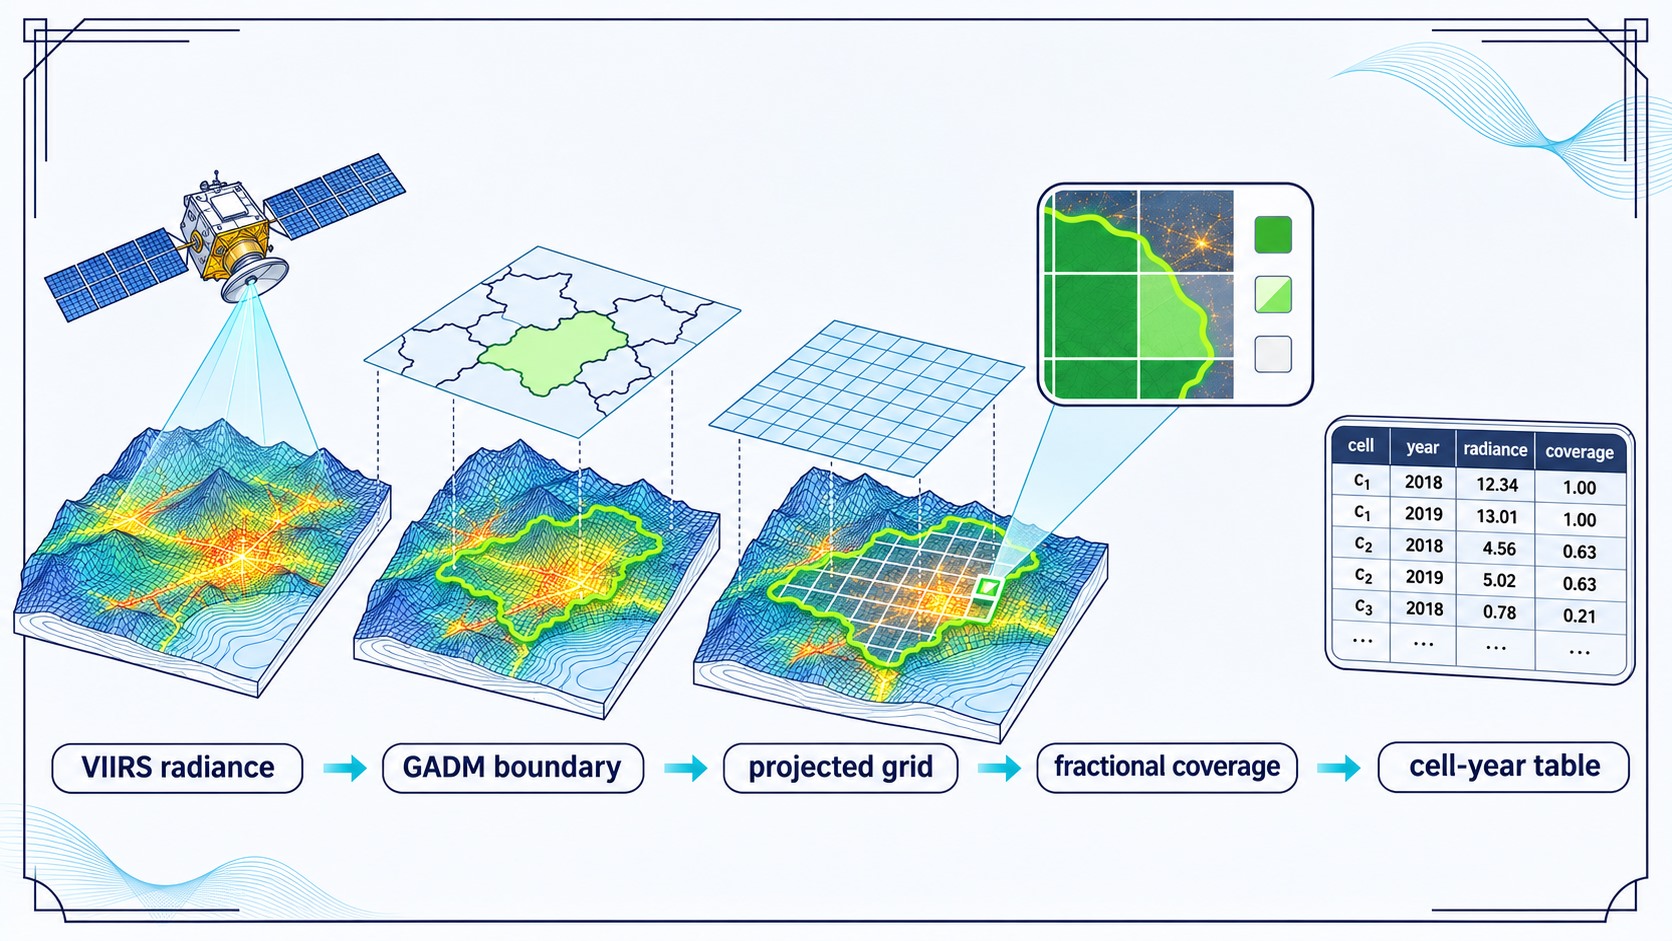 cell year radiance coverage
C₁ 2018 12.34 1.00
C₁ 2019 13.01 1.00
C₂ 2018 4.56 0.63
C₂ 2019 5.02 0.63
C₃ 2018 0.78 0.21
... ... ... ...
VIIRS radiance
GADM boundary
projected grid
fractional coverage
cell-year table